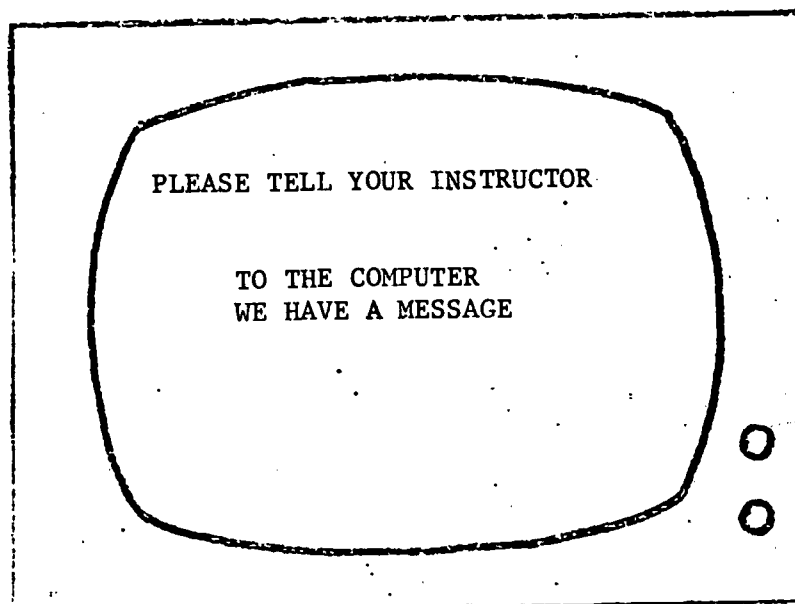 PLEASE TELL YOUR INSTRUCTOR
TO THE COMPUTER
WE HAVE A MESSAGE